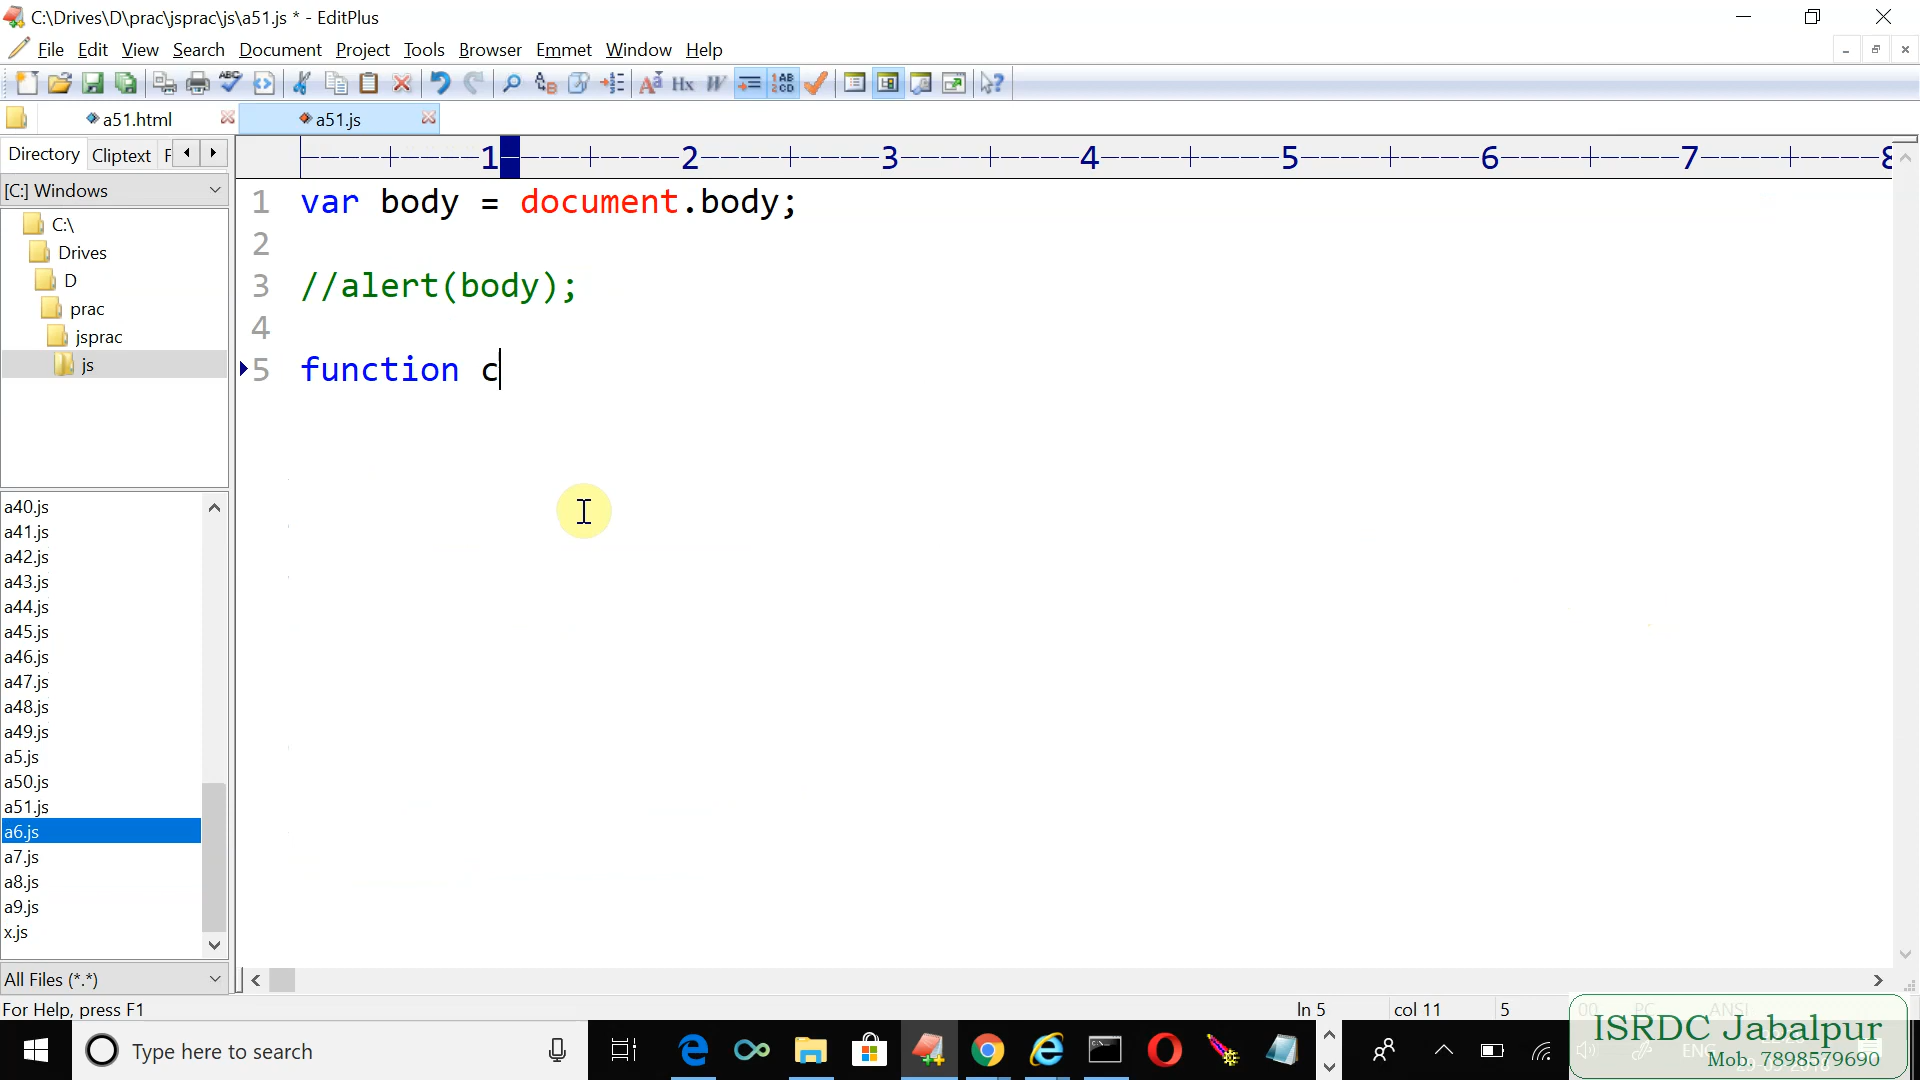 C:\Drives\D\prac\jsprac\js\a51.js * - EditPlus
File Edit View Search Document Project Tools Browser Emmet Window Help
a51.html a51.js
Directory Cliptext F
[C:] Windows
C:\
Drives
D
prac
jsprac
js
1 2 3 4 5 6 7 8
1 var body = document.body;
2
3 //alert(body);
4
5 function c
a40.js
a41.js
a42.js
a43.js
a44.js
a45.js
a46.js
a47.js
a48.js
a49.js
a5.js
a50.js
a51.js
a6.js
a7.js
a8.js
a9.js
x.js
All Files (*.*)
For Help, press F1 ln 5 col 11 5 00 PC ANSI
Type here to search
ENG
ISRDC Jabalpur
Mob. 7898579690